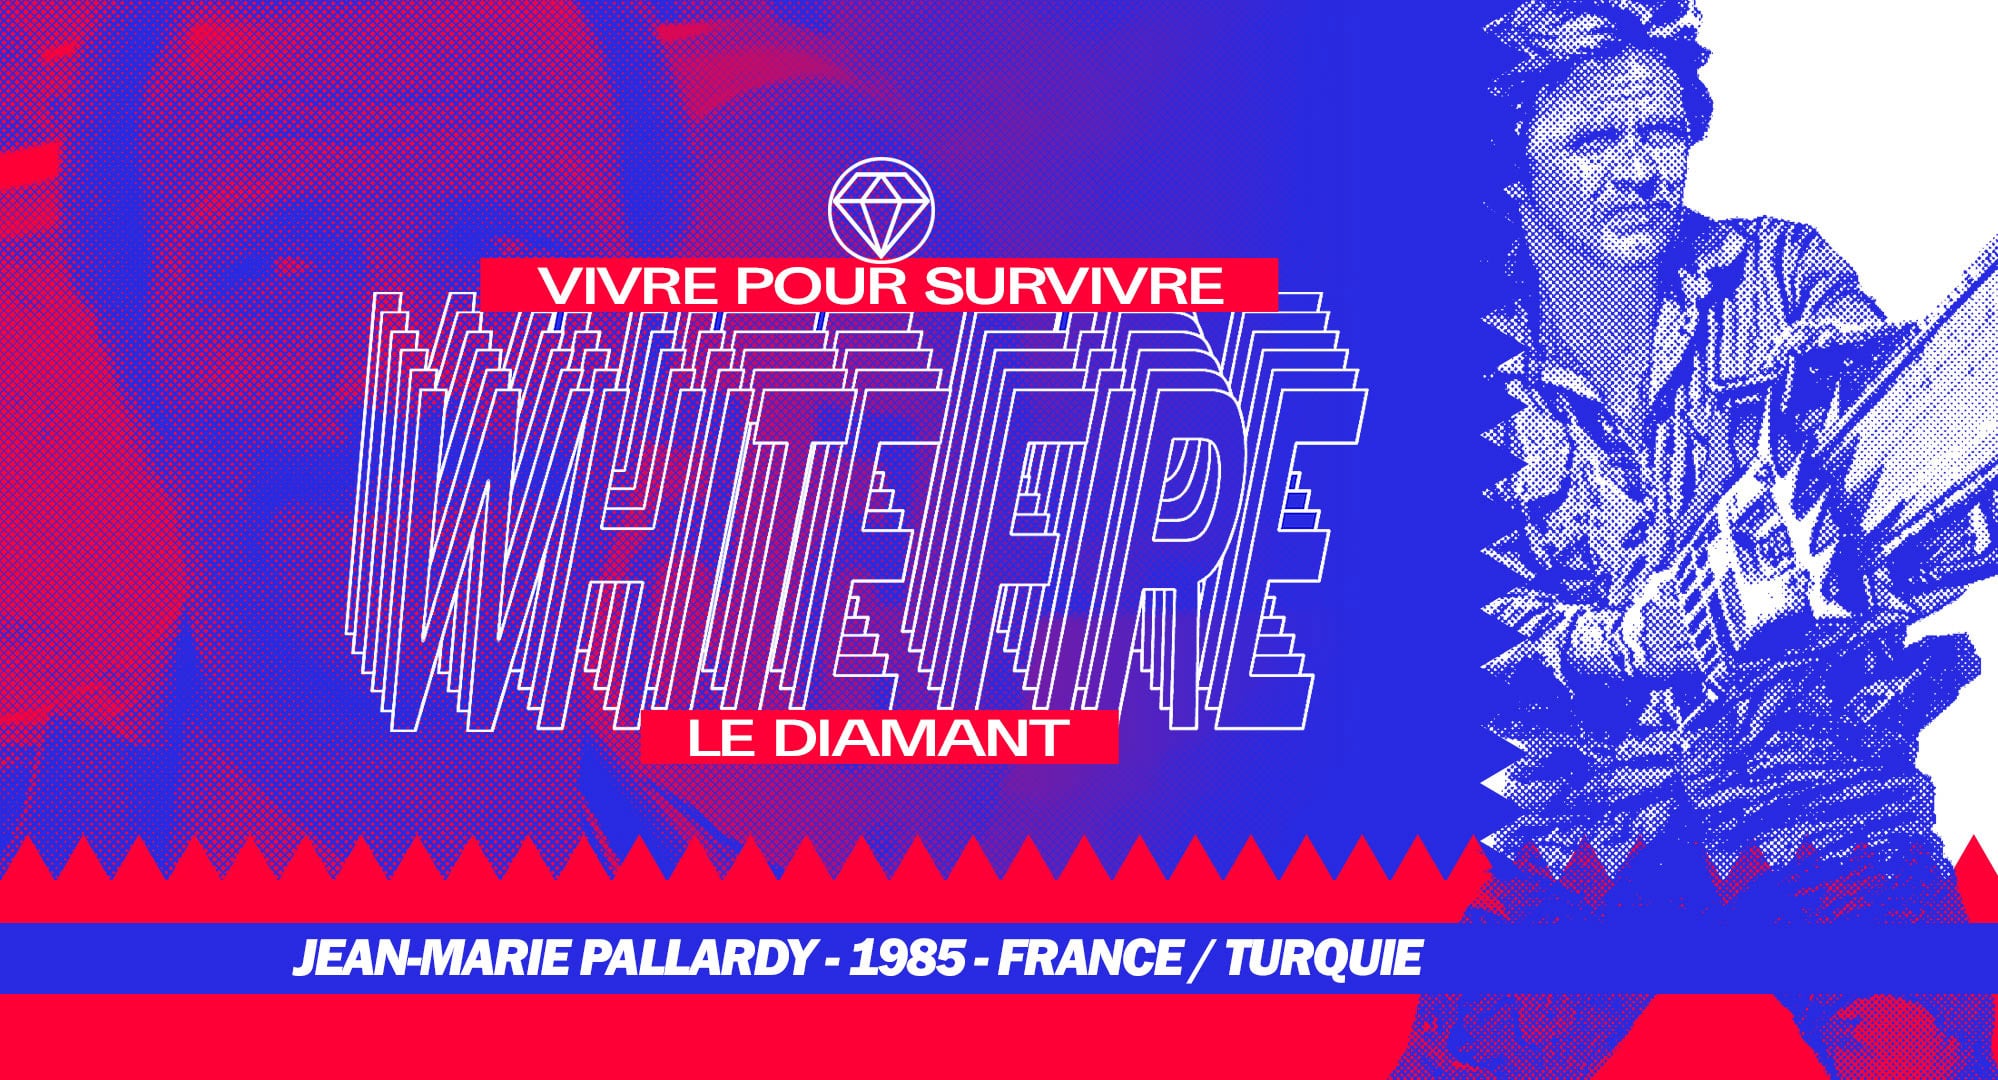 VIVRE POUR SURVIVRE
WHITE FIRE
LE DIAMANT
JEAN-MARIE PALLARDY - 1985 - FRANCE / TURQUIE